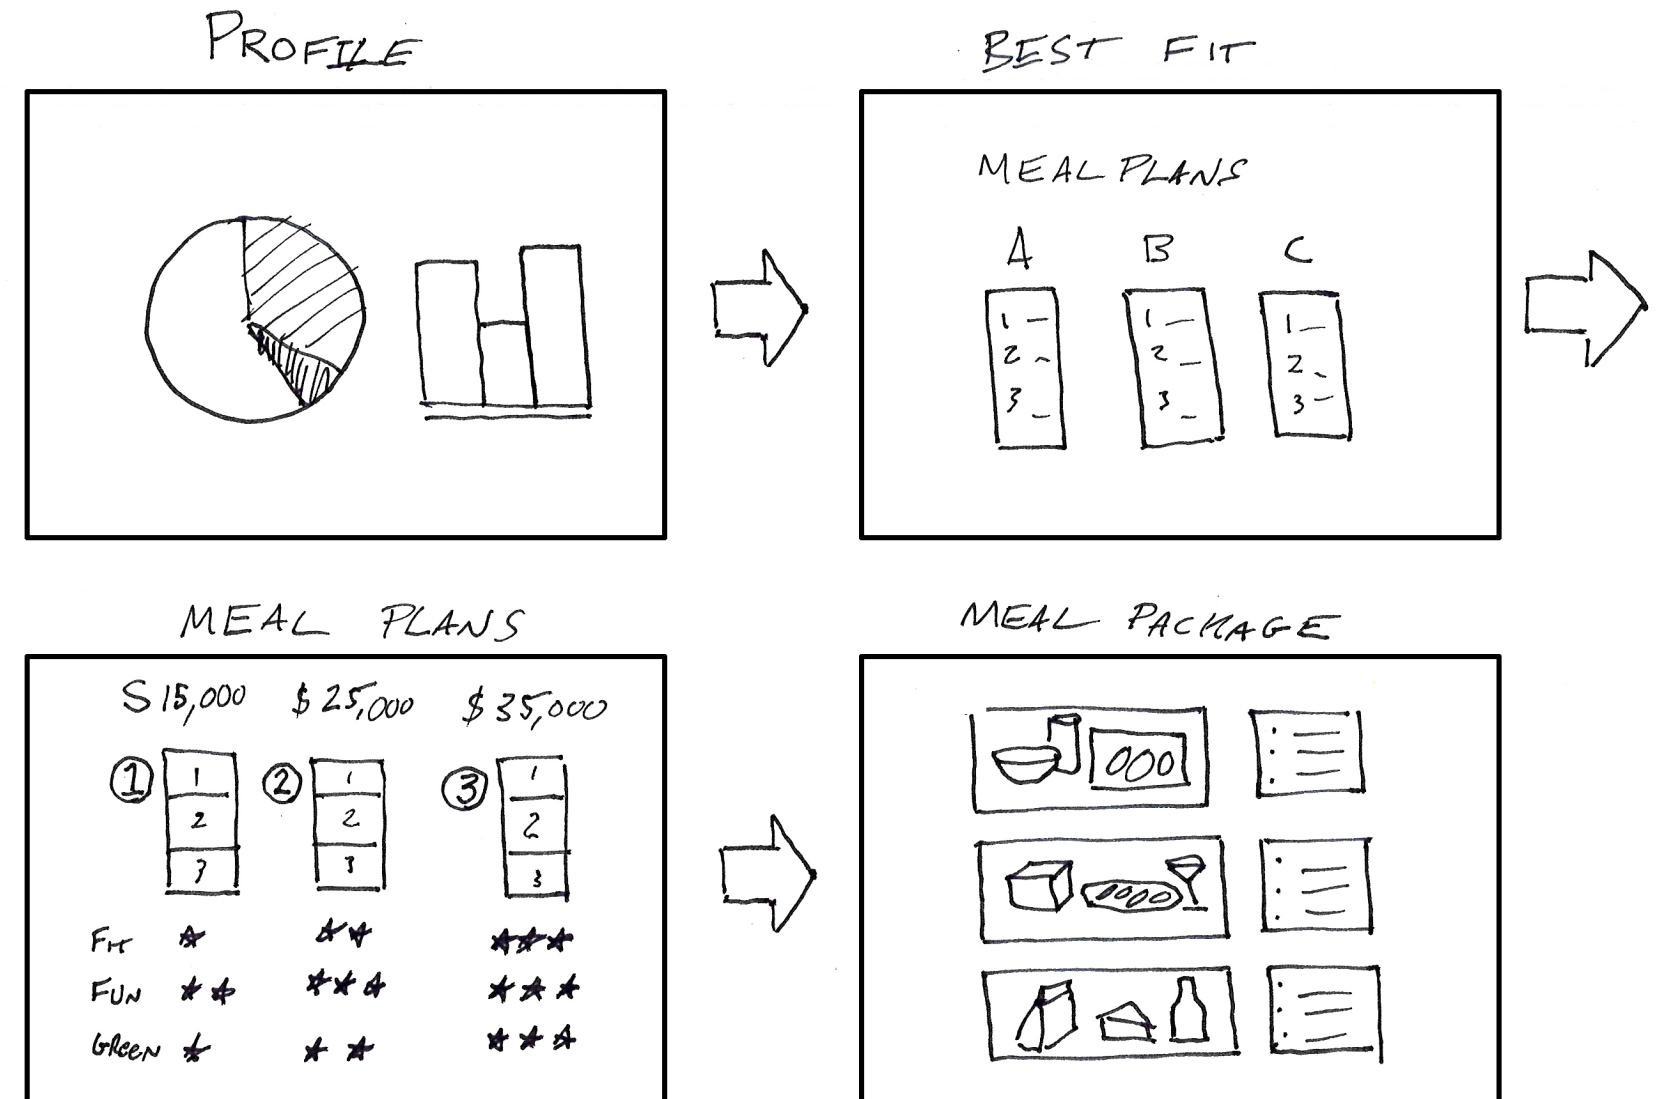 PROFILE
BEST FIT
MEAL PLANS
A B C
1 1 1
2 2 2
3 3 3
MEAL PLANS
$15,000 $25,000 $35,000
1 1 2 1 3 1
2 2 2
3 3 3
FIT
FUN
GREEN
MEAL PACKAGE